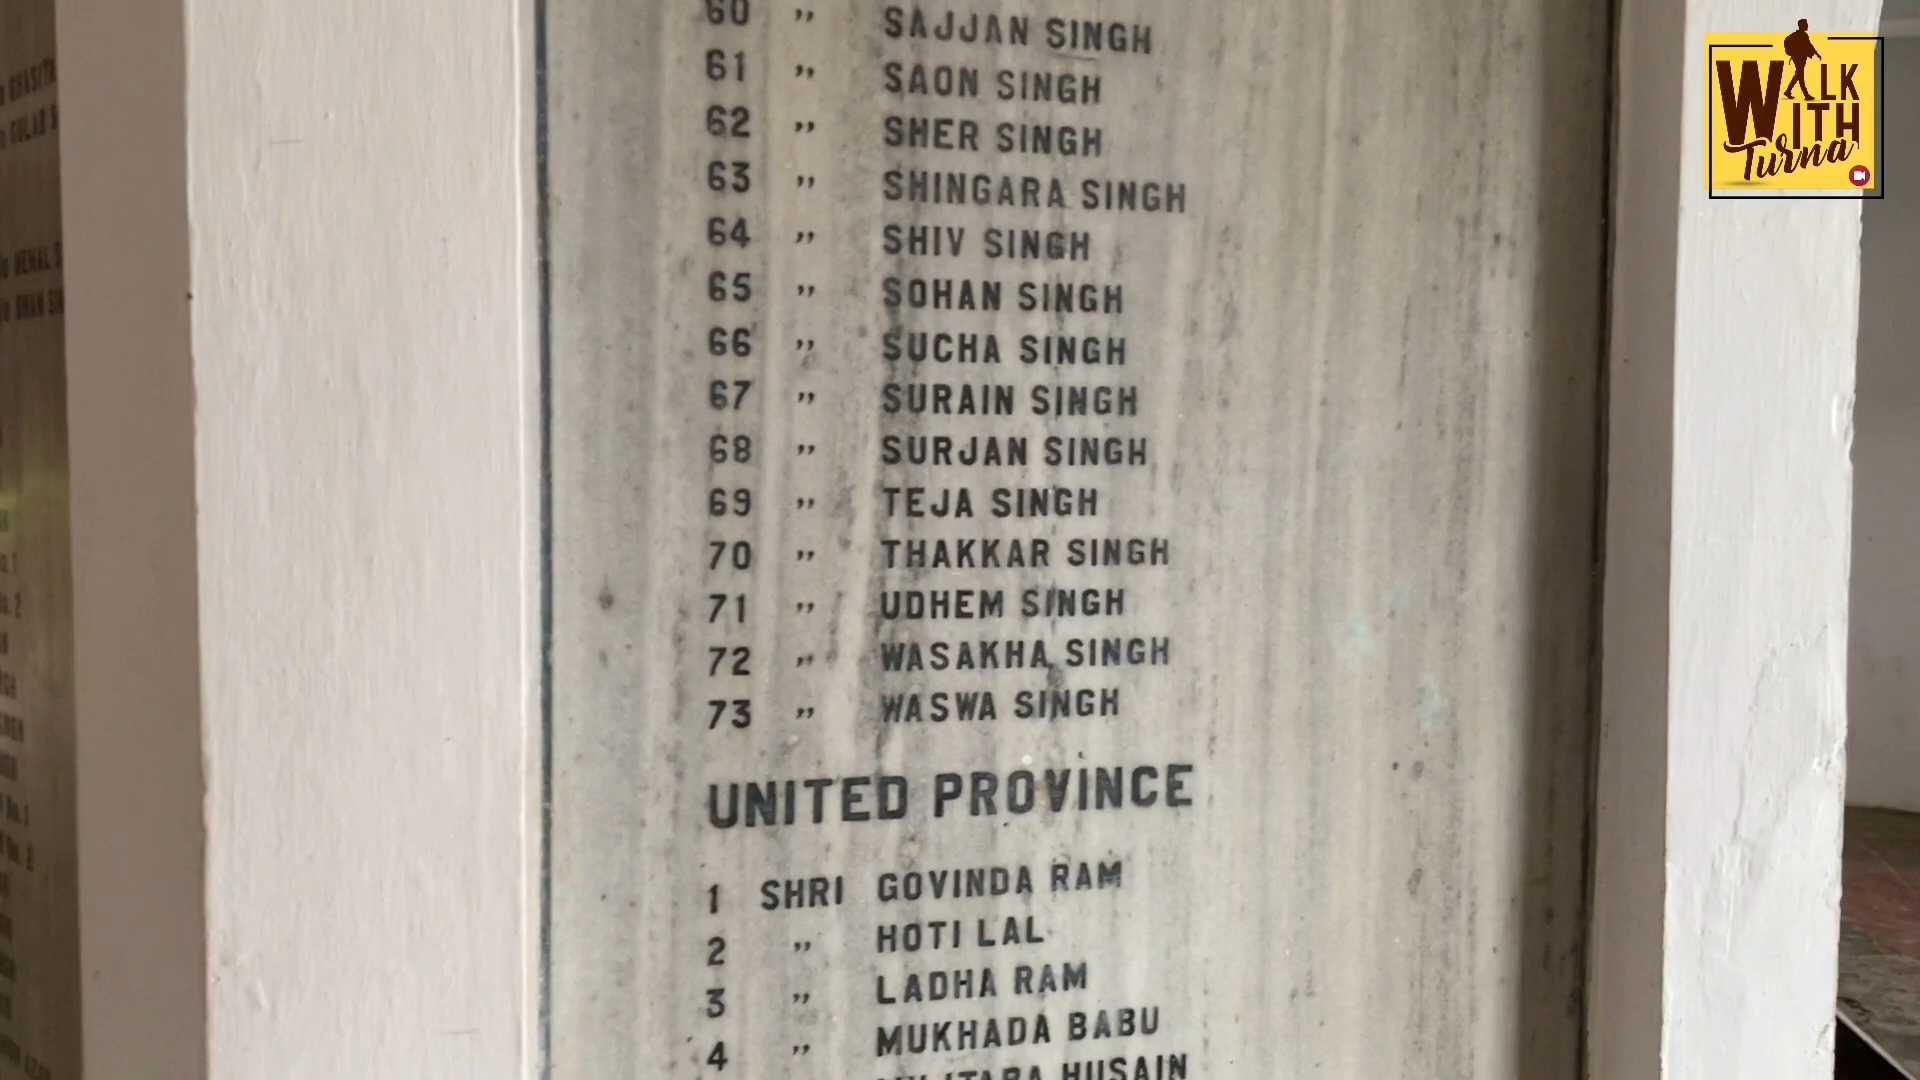 60 ,, SAJJAN SINGH
61 ,, SAON SINGH
62 ,, SHER SINGH
63 ,, SHINGARA SINGH
64 ,, SHIV SINGH
65 ,, SOHAN SINGH
66 ,, SUCHA SINGH
67 ,, SURAIN SINGH
68 ,, SURJAN SINGH
69 ,, TEJA SINGH
70 ,, THAKKAR SINGH
71 ,, UDHEM SINGH
72 ,, WASAKHA SINGH
73 ,, WASWA SINGH
UNITED PROVINCE
1 SHRI GOVINDA RAM
2 ,, HOTI LAL
3 ,, LADHA RAM
4 ,, MUKHADA BABU
HUSAIN
WALK
WITH
Turna